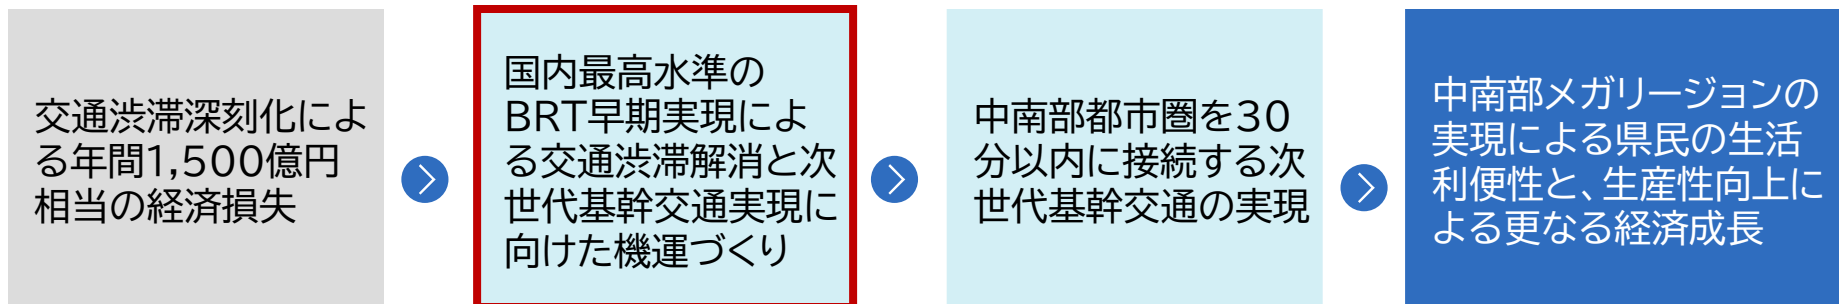 交通渋滞深刻化によ
る年間1,500億円
相当の経済損失
国内最高水準の
BRT早期実現によ
る交通渋滞解消と次
世代基幹交通実現に
向けた機運づくり
中南部都市圏を30
分以内に接続する次
世代基幹交通の実現
中南部メガリージョンの
実現による県民の生活
利便性と、生産性向上に
よる更なる経済成長